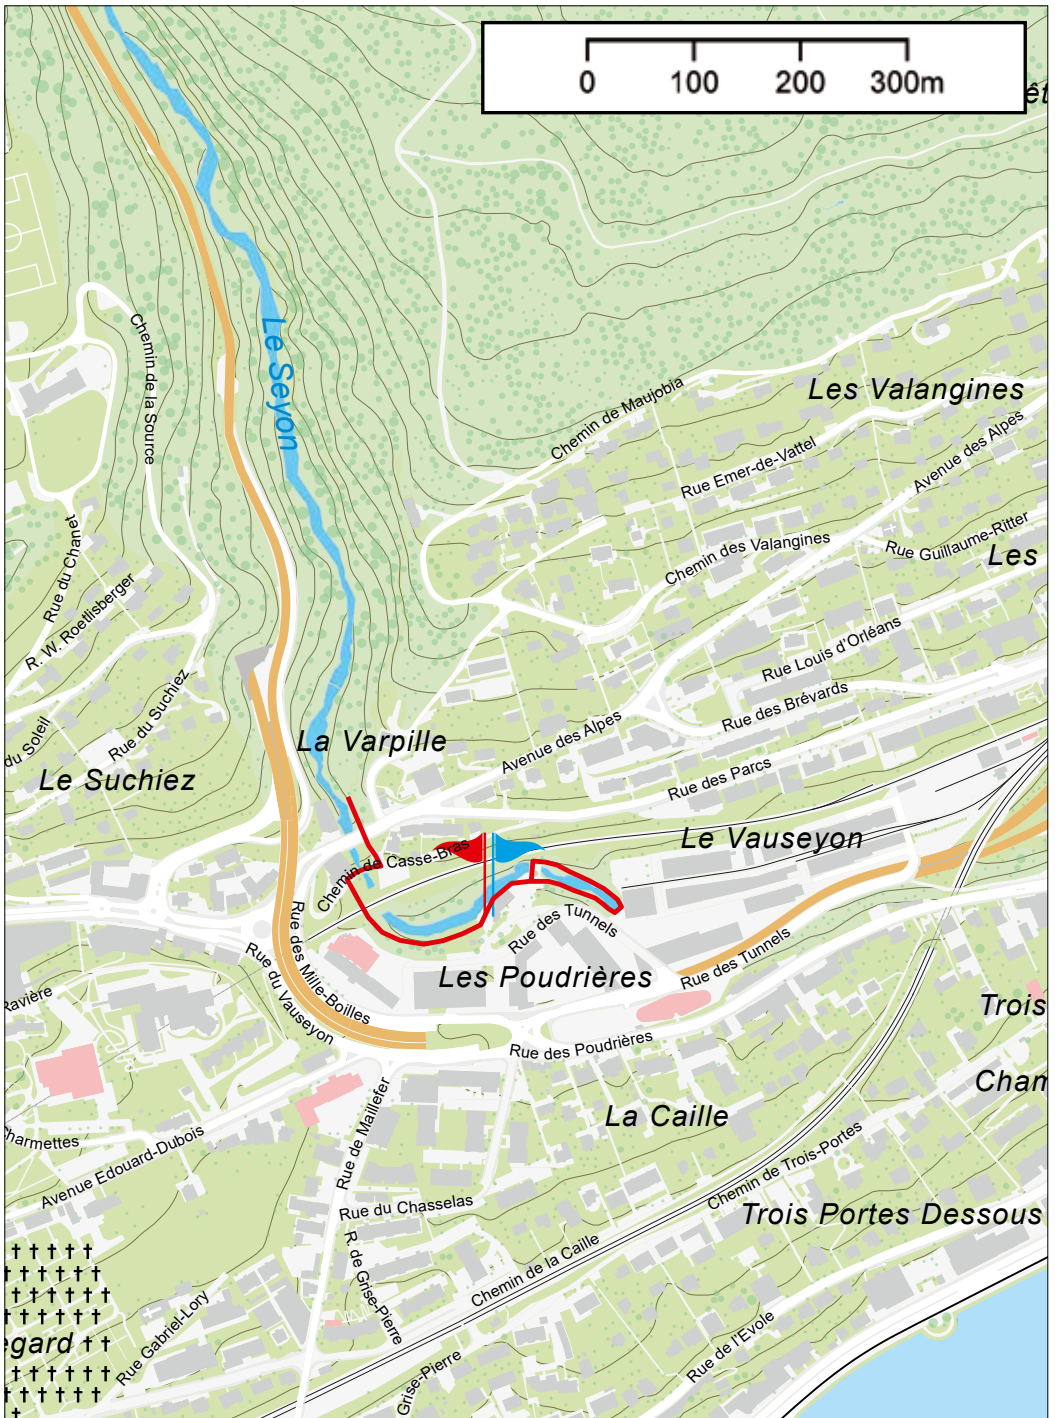 0 100 200 300m
Les Valangines
Chemin de la Source
Le Seyon
Chemin de Maujobia
Rue Emer-de-Vattel
Avenue des Alpes
Rue du Chanet
Chemin des Valangines
Rue Guillaume-Ritter
Les
R. W. Roetlisberger
Rue Louis d'Orléans
Rue du Suchiez
Rue des Brévards
du Soleil
La Varpille
Avenue des Alpes
Le Suchiez
Rue des Parcs
Le Vauseyon
Chemin de Casse-Bras
Rue des Tunnels
Rue des Mille-Boilles
Rue du Vauseyon
Les Poudrières
Rue des Tunnels
Ravière
Trois
Rue des Poudrières
Cham
La Caille
Charmettes
Avenue Edouard-Dubois
Rue de Maillefer
Chemin de Trois-Portes
Rue du Chasselas
Trois Portes Dessous
R. de Grise-Pierre
Chemin de la Caille
Rue Gabriel-Lory
egard
Rue de l'Evole
Grise-Pierre